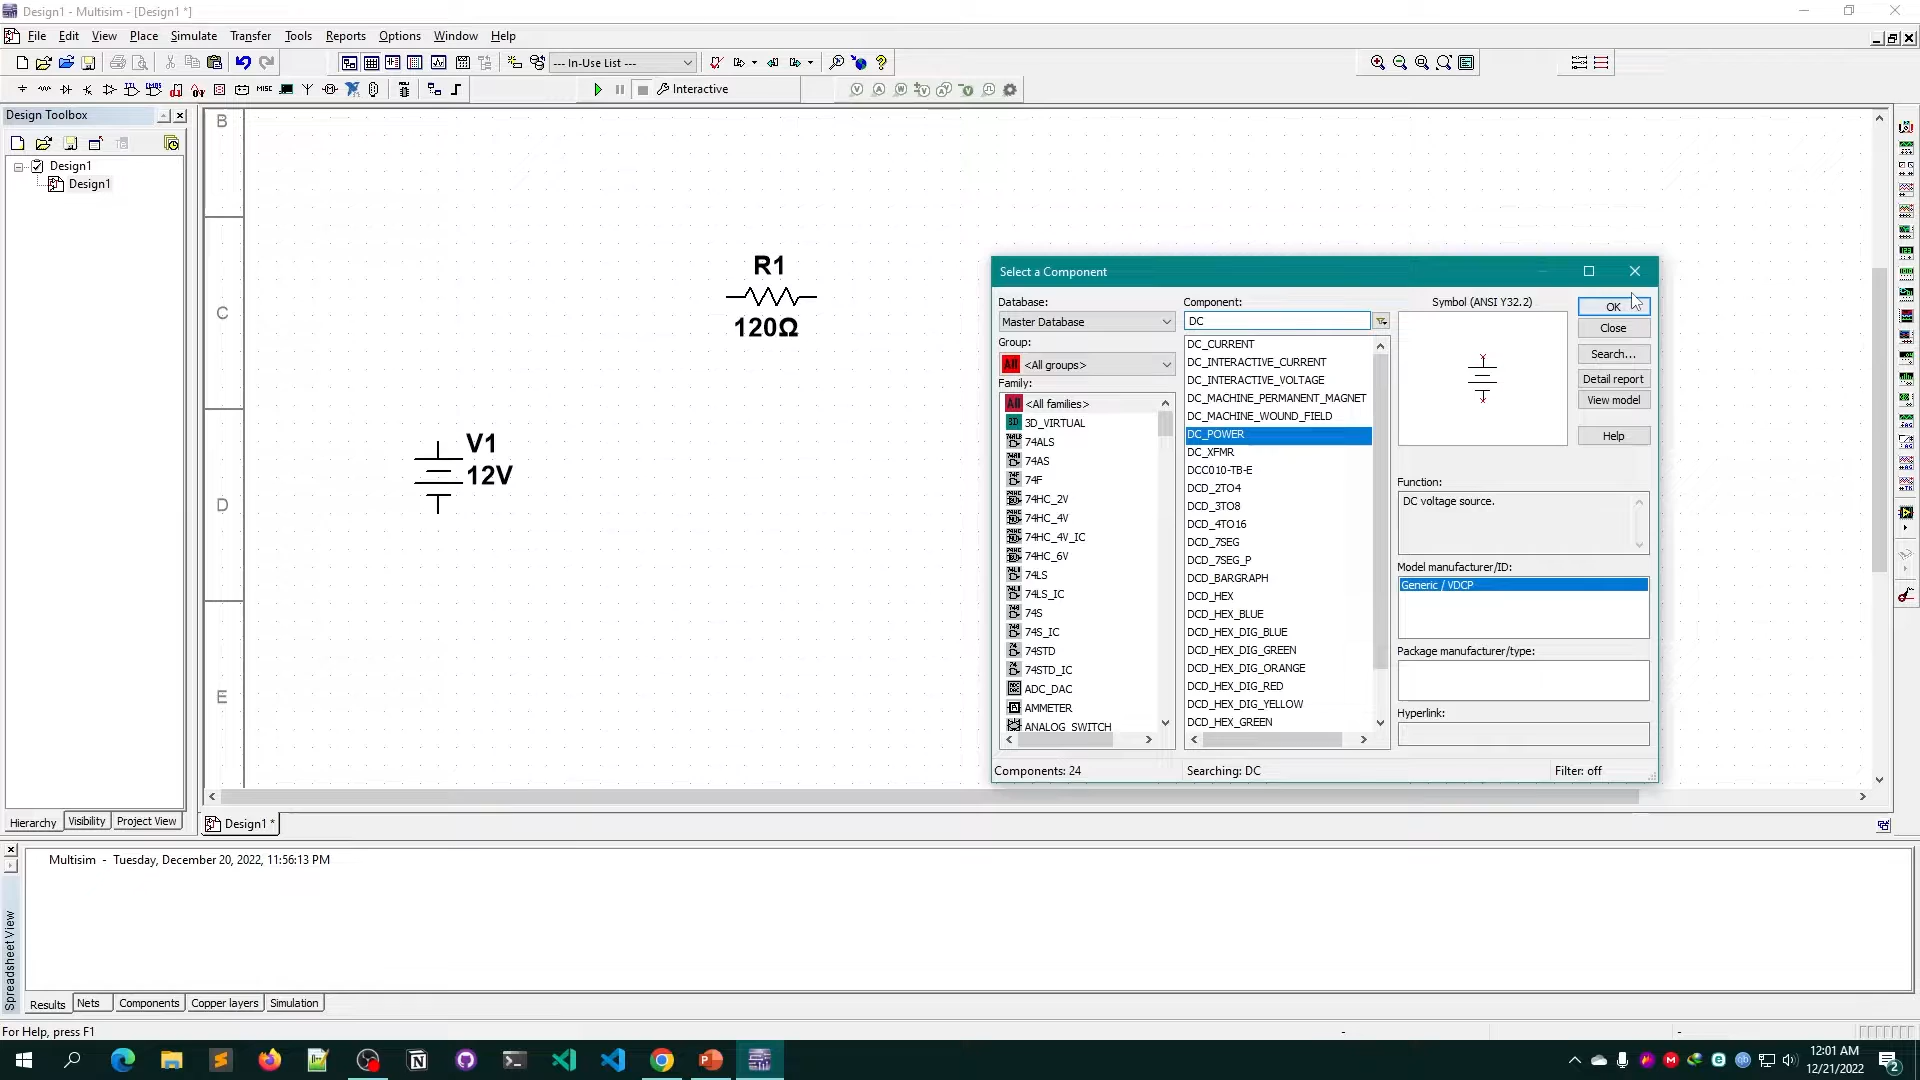 Design1 - Multisim - [Design1 *]
File Edit View Place Simulate Transfer Tools Reports Options Window Help
--- In-Use List ---
MISC Interactive
Design Toolbox
Design1
Design1
Hierarchy Visibility Project View
B
C
D
E
R1
120Ω
V1
12V
Select a Component
Database:
Master Database
Group:
All <All groups>
Family:
All <All families>
3D_VIRTUAL
74ALS
74AS
74F
74HC_2V
74HC_4V
74HC_4V_IC
74HC_6V
74LS
74LS_IC
74S
74S_IC
74STD
74STD_IC
ADC_DAC
AMMETER
ANALOG_SWITCH
Component:
DC
DC_CURRENT
DC_INTERACTIVE_CURRENT
DC_INTERACTIVE_VOLTAGE
DC_MACHINE_PERMANENT_MAGNET
DC_MACHINE_WOUND_FIELD
DC_POWER
DC_XFMR
DCC010-TB-E
DCD_2TO4
DCD_3TO8
DCD_4TO16
DCD_7SEG
DCD_7SEG_P
DCD_BARGRAPH
DCD_HEX
DCD_HEX_BLUE
DCD_HEX_DIG_BLUE
DCD_HEX_DIG_GREEN
DCD_HEX_DIG_ORANGE
DCD_HEX_DIG_RED
DCD_HEX_DIG_YELLOW
DCD_HEX_GREEN
Symbol (ANSI Y32.2)
OK
Close
Search...
Detail report
View model
Help
Function:
DC voltage source.
Model manufacturer/ID:
Generic / VDCP
Package manufacturer/type:
Hyperlink:
Components: 24 Searching: DC Filter: off
Design1 *
Multisim - Tuesday, December 20, 2022, 11:56:13 PM
Spreadsheet View
Results Nets Components Copper layers Simulation
For Help, press F1
- -
12:01 AM
12/21/2022
2